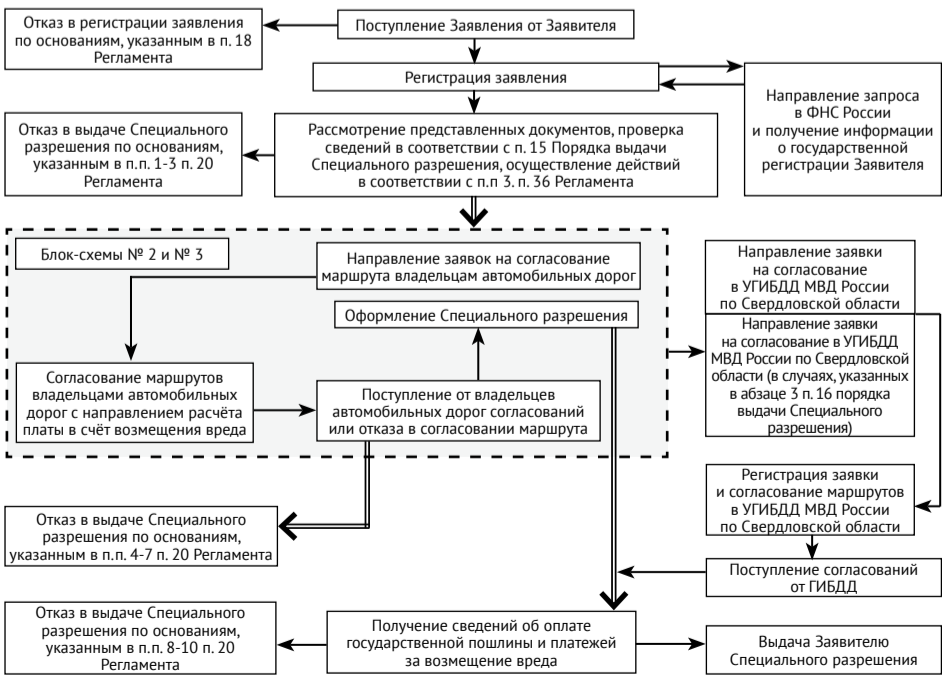 Отказ в регистрации заявления
по основаниям, указанным в п. 18
Регламента
Поступление Заявления от Заявителя
Регистрация заявления
Направление запроса
в ФНС России
и получение информации
о государственной
регистрации Заявителя
Отказ в выдаче Специального
разрешения по основаниям,
указанным в п.п. 1-3 п. 20
Регламента
Рассмотрение представленных документов, проверка
сведений в соответствии с п. 15 Порядка выдачи
Специального разрешения, осуществление действий
в соответствии с п.п 3. п. 36 Регламента
Блок-схемы № 2 и № 3
Направление заявок на согласование
маршрута владельцам автомобильных дорог
Оформление Специального разрешения
Согласование маршрутов
владельцами автомобильных
дорог с направлением расчёта
платы в счёт возмещения вреда
Поступление от владельцев
автомобильных дорог согласований
или отказа в согласовании маршрута
Направление заявки
на согласование
в УГИБДД МВД России
по Свердловской области
Направление заявки
на согласование в УГИБДД
МВД России по Свердловской
области (в случаях, указанных
в абзаце 3 п. 16 порядка
выдачи Специального
разрешения)
Регистрация заявки
и согласование маршрутов
в УГИБДД МВД России
по Свердловской области
Отказ в выдаче Специального
разрешения по основаниям,
указанным в п.п. 4-7 п. 20 Регламента
Поступление согласований
от ГИБДД
Отказ в выдаче Специального
разрешения по основаниям,
указанным в п.п. 8-10 п. 20
Регламента
Получение сведений об оплате
государственной пошлины и платежей
за возмещение вреда
Выдача Заявителю
Специального разрешения